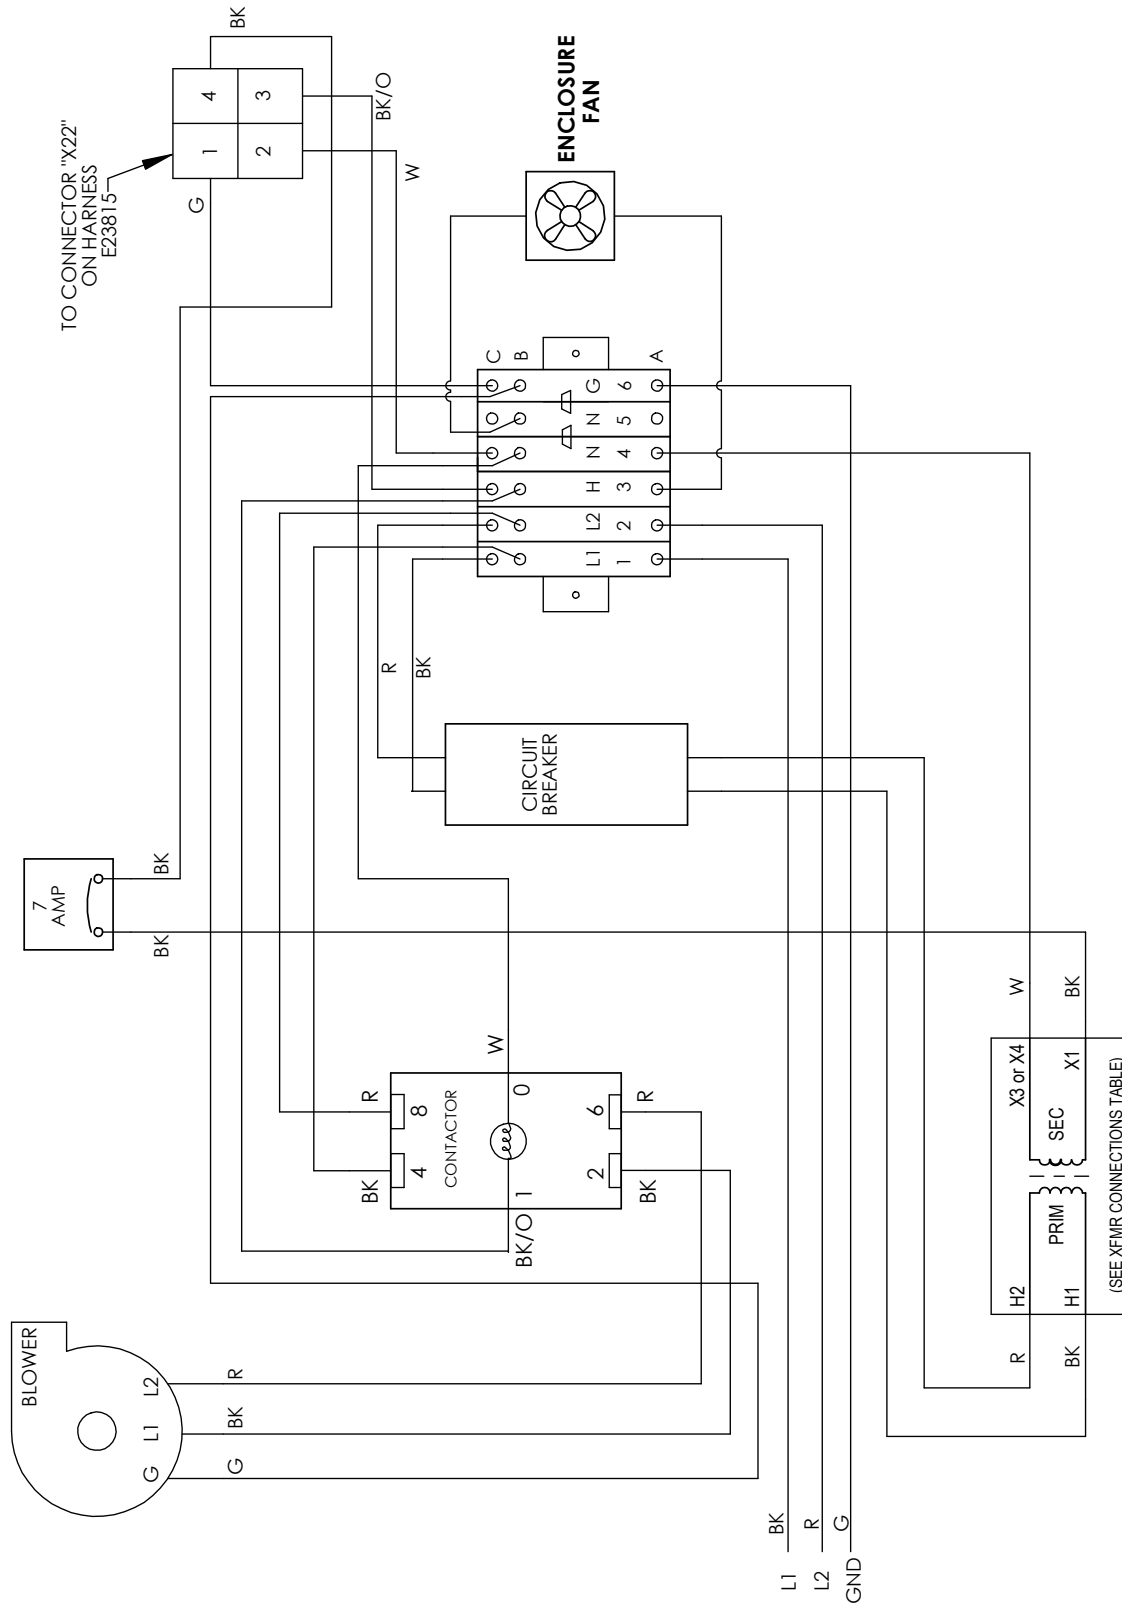 BLOWER
G
L1
L2
G
BK
R
7
AMP
BK
BK
TO CONNECTOR "X22"
ON HARNESS
E23815
1
4
2
3
BK
G
BK/O
W
ENCLOSURE
FAN
BK
R
4
8
CONTACTOR
BK/O
1
0
W
2
6
BK
R
R
BK
CIRCUIT
BREAKER
C
B
L1
L2
H
N
N
G
1
2
3
4
5
6
A
L1
BK
L2
R
GND
G
R
H2
X3 or X4
W
PRIM
SEC
BK
H1
X1
BK
(SEE XFMR CONNECTIONS TABLE)